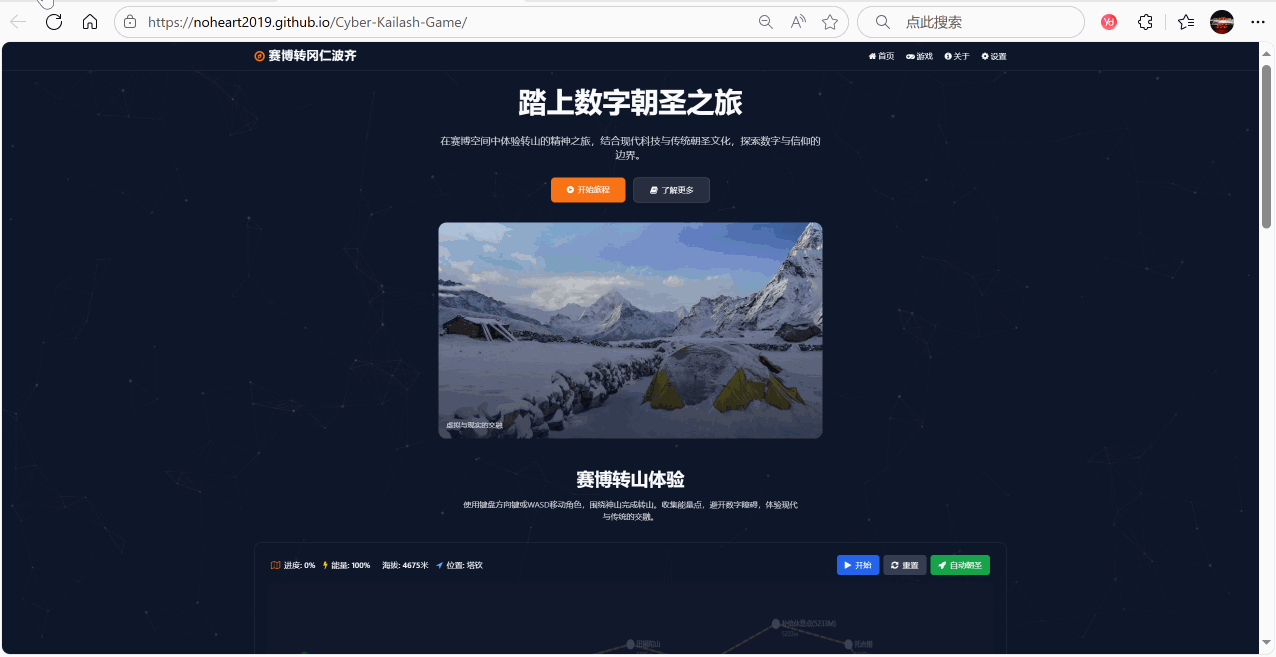 https://noheart2019.github.io/Cyber-Kailash-Game/
点此搜索
赛博转冈仁波齐
首页
游戏
关于
设置
踏上数字朝圣之旅
在赛博空间中体验转山的精神之旅，结合现代科技与传统朝圣文化，探索数字与信仰的
边界。
开始旅程
了解更多
虚拟与现实的交融
赛博转山体验
使用键盘方向键或WASD移动角色，围绕神山完成转山。收集能量点，避开数字障碍，体验现代
与传统的交融。
进度: 0% 能量: 100% 海拔: 4675米 位置: 塔钦
开始
重置
自动朝圣